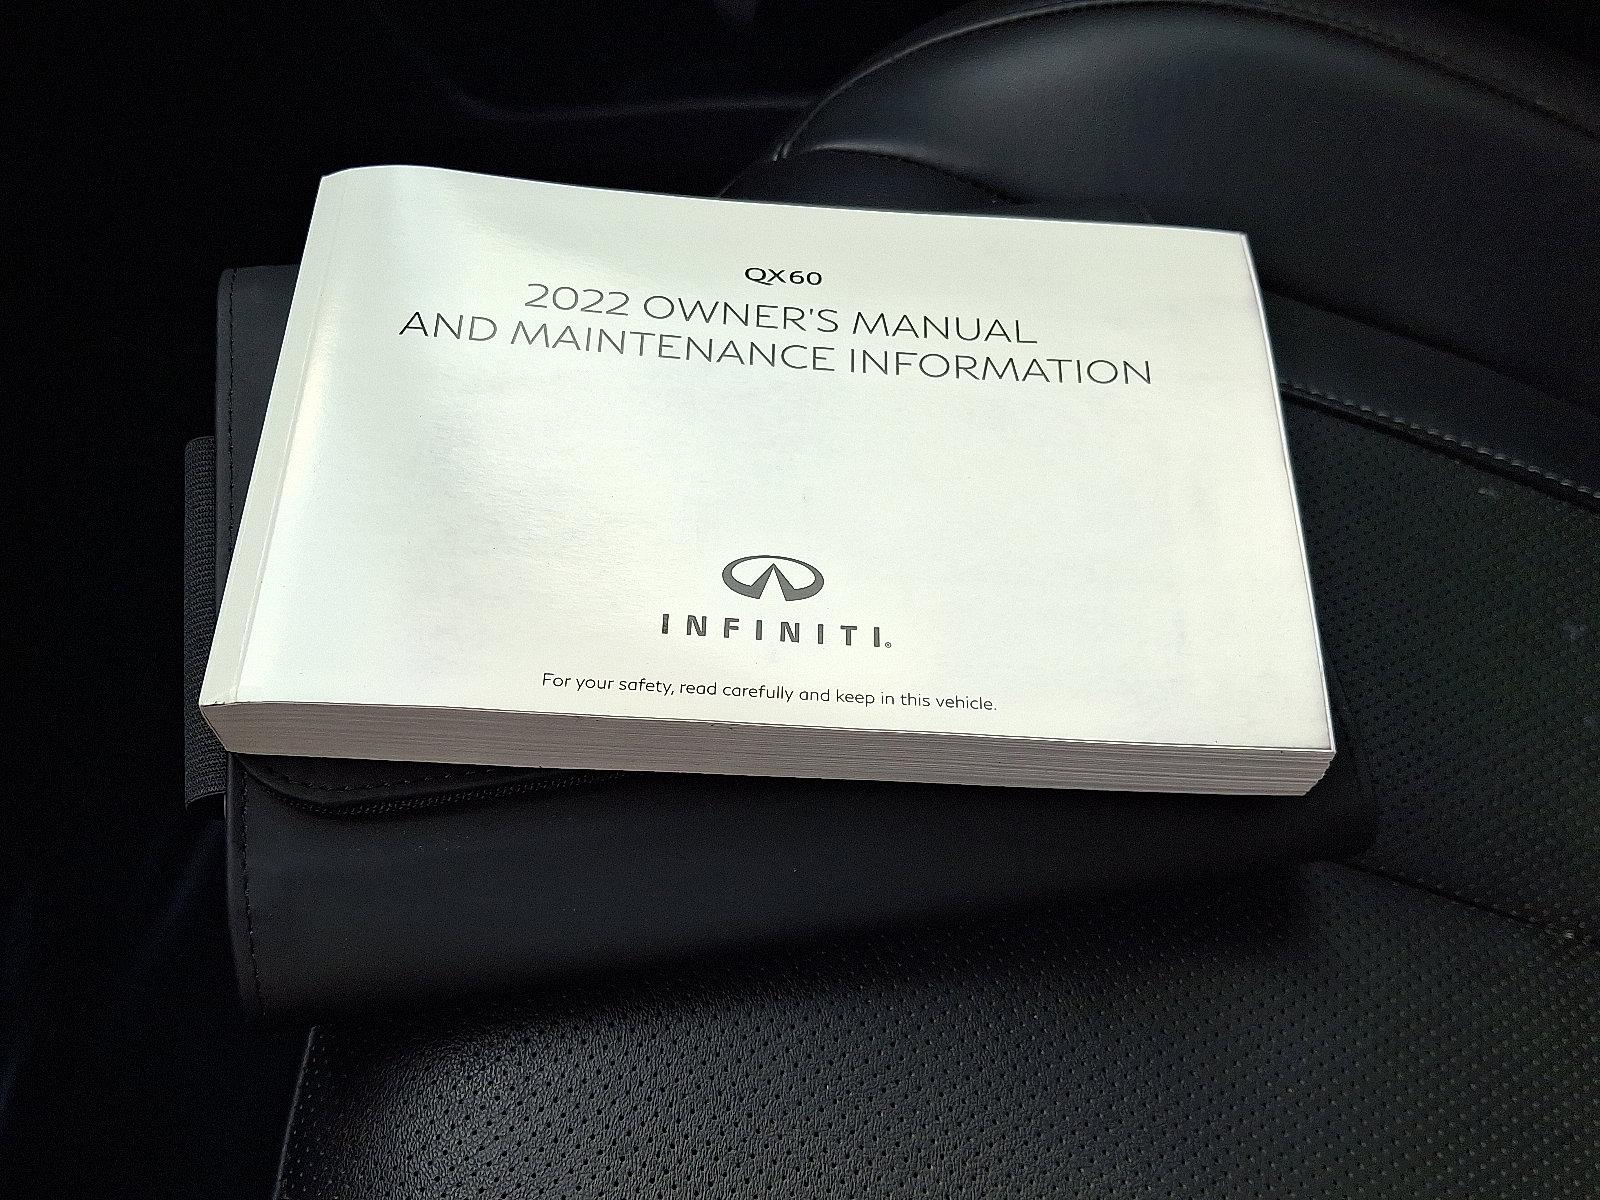 QX60
2022 OWNER'S MANUAL
AND MAINTENANCE INFORMATION
INFINITI®
For your safety, read carefully and keep in this vehicle.